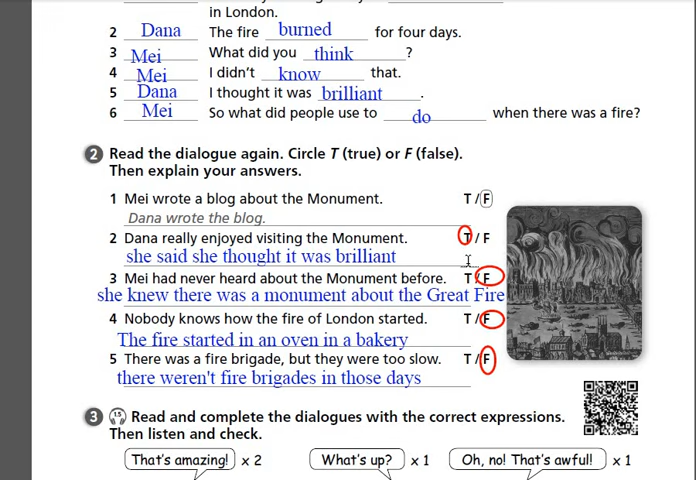 in London.
2 Dana The fire burned for four days.
3 Mei What did you think ?
4 Mei I didn't know that.
5 Dana I thought it was brilliant .
6 Mei So what did people use to do when there was a fire?
2 Read the dialogue again. Circle T (true) or F (false).
Then explain your answers.
1 Mei wrote a blog about the Monument. T / F
Dana wrote the blog.
2 Dana really enjoyed visiting the Monument. T / F
she said she thought it was brilliant
3 Mei had never heard about the Monument before. T / F
she knew there was a monument about the Great Fire
4 Nobody knows how the fire of London started. T / F
The fire started in an oven in a bakery
5 There was a fire brigade, but they were too slow. T / F
there weren't fire brigades in those days
3 1.5 Read and complete the dialogues with the correct expressions.
Then listen and check.
That's amazing! x 2 What's up? x 1 Oh, no! That's awful! x 1